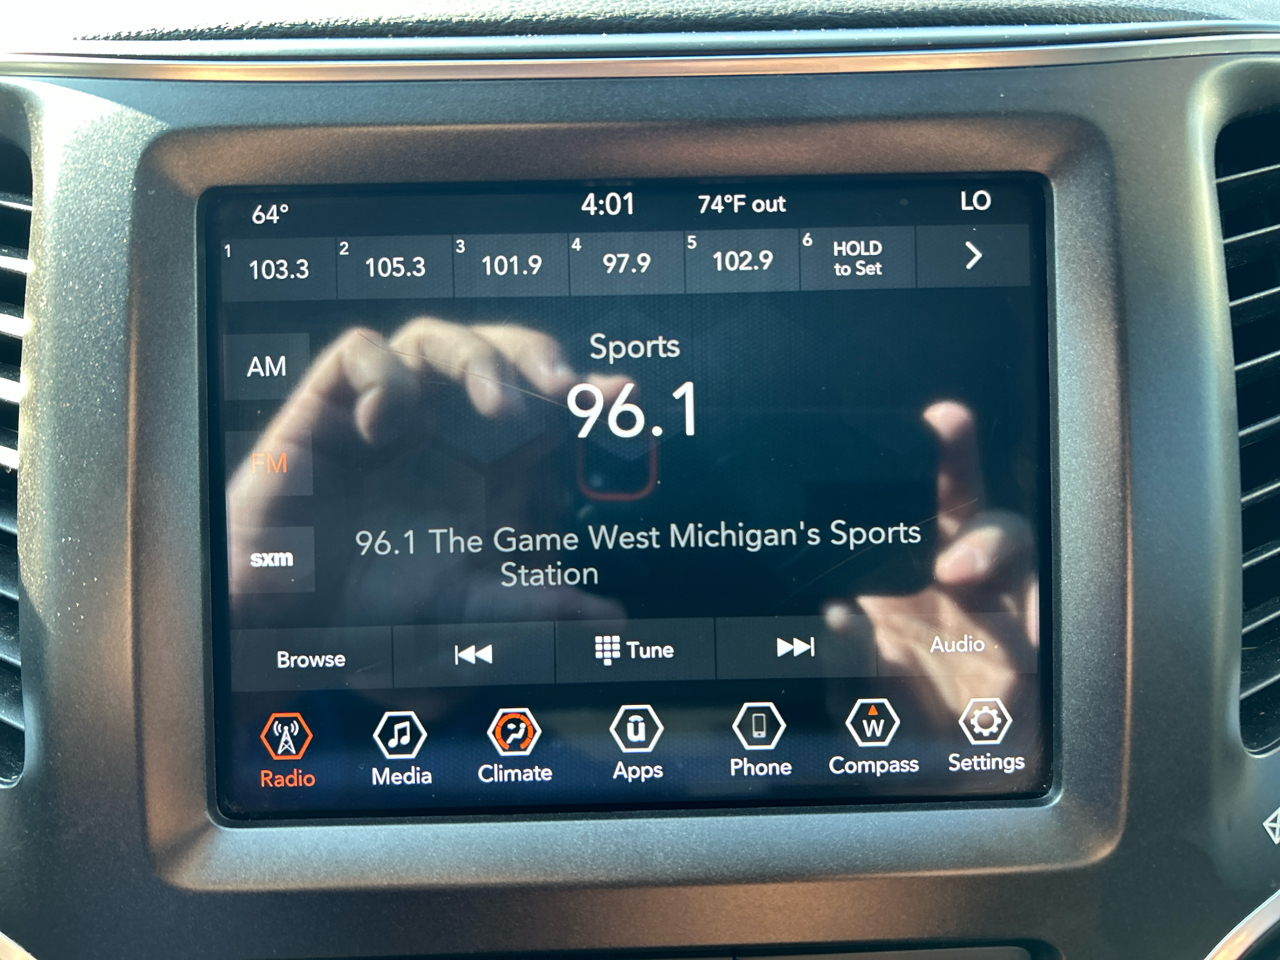 64° 4:01 74°F out LO
1 103.3 2 105.3 3 101.9 4 97.9 5 102.9 6 HOLD to Set
AM
Sports
96.1
FM
96.1 The Game West Michigan's Sports
Station
sxm
Browse Tune Audio
W
Radio Media Climate Apps Phone Compass Settings